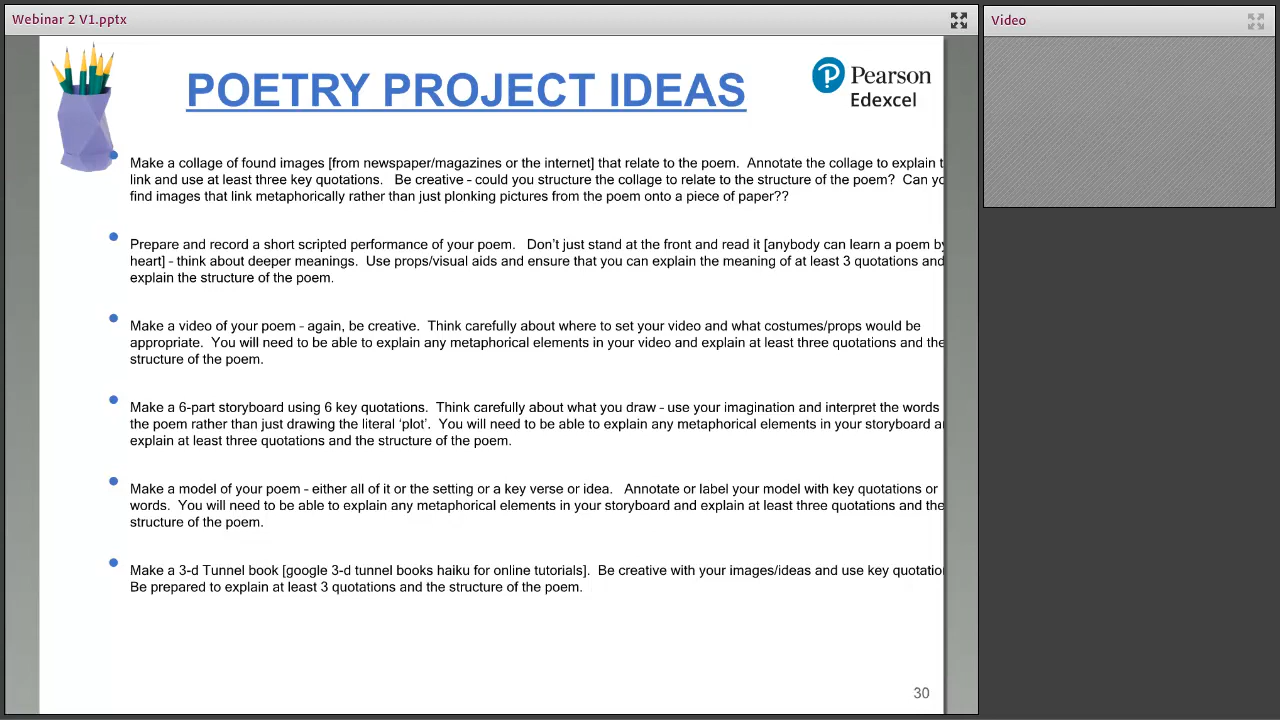 Webinar 2 V1.pptx
Video
POETRY PROJECT IDEAS
Pearson
Edexcel
Make a collage of found images [from newspaper/magazines or the internet] that relate to the poem. Annotate the collage to explain
link and use at least three key quotations. Be creative - could you structure the collage to relate to the structure of the poem? Can
find images that link metaphorically rather than just plonking pictures from the poem onto a piece of paper??
Prepare and record a short scripted performance of your poem. Don't just stand at the front and read it [anybody can learn a poem by
heart] - think about deeper meanings. Use props/visual aids and ensure that you can explain the meaning of at least 3 quotations and
explain the structure of the poem.
Make a video of your poem - again, be creative. Think carefully about where to set your video and what costumes/props would be
appropriate. You will need to be able to explain any metaphorical elements in your video and explain at least three quotations and the
structure of the poem.
Make a 6-part storyboard using 6 key quotations. Think carefully about what you draw - use your imagination and interpret the words
the poem rather than just drawing the literal 'plot'. You will need to be able to explain any metaphorical elements in your storyboard
explain at least three quotations and the structure of the poem.
Make a model of your poem - either all of it or the setting or a key verse or idea. Annotate or label your model with key quotations or
words. You will need to be able to explain any metaphorical elements in your storyboard and explain at least three quotations and the
structure of the poem.
Make a 3-d Tunnel book [google 3-d tunnel books haiku for online tutorials]. Be creative with your images/ideas and use key
Be prepared to explain at least 3 quotations and the structure of the poem.
30